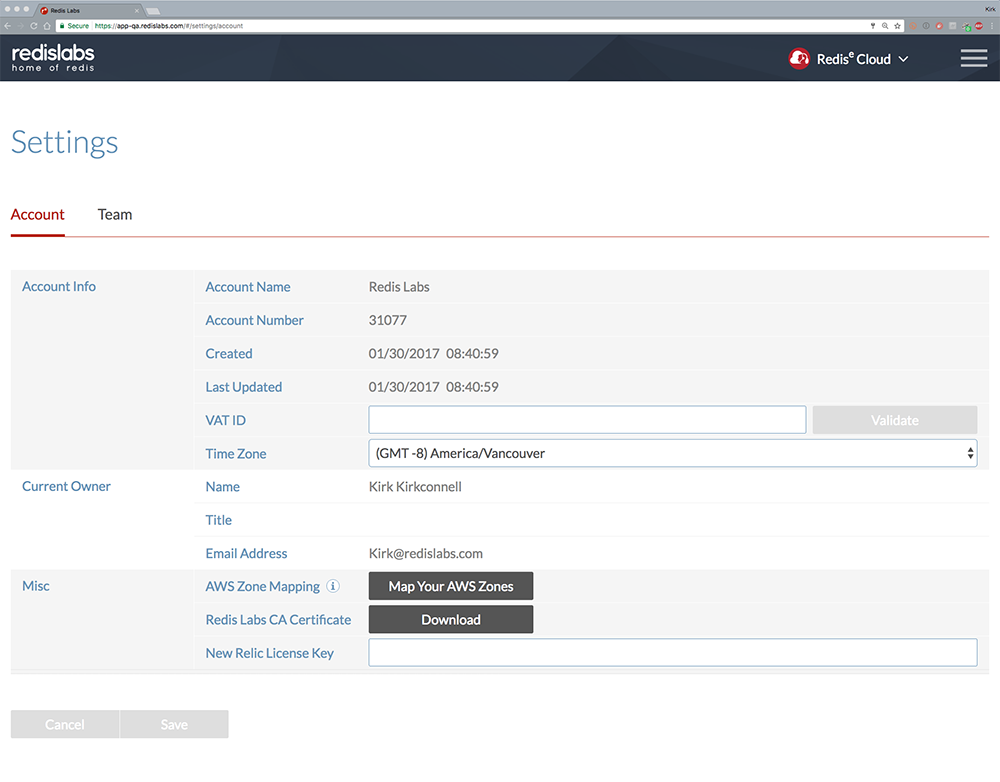 Redis Labs
Kirk
Secure https://app-qa.redislabs.com/#/settings/account
redislabs
home of redis
Redisᵉ Cloud
Settings
Account Team
Account Info
Account Name Redis Labs
Account Number 31077
Created 01/30/2017 08:40:59
Last Updated 01/30/2017 08:40:59
VAT ID Validate
Time Zone (GMT -8) America/Vancouver
Current Owner
Name Kirk Kirkconnell
Title
Email Address Kirk@redislabs.com
Misc
AWS Zone Mapping i Map Your AWS Zones
Redis Labs CA Certificate Download
New Relic License Key
Cancel Save